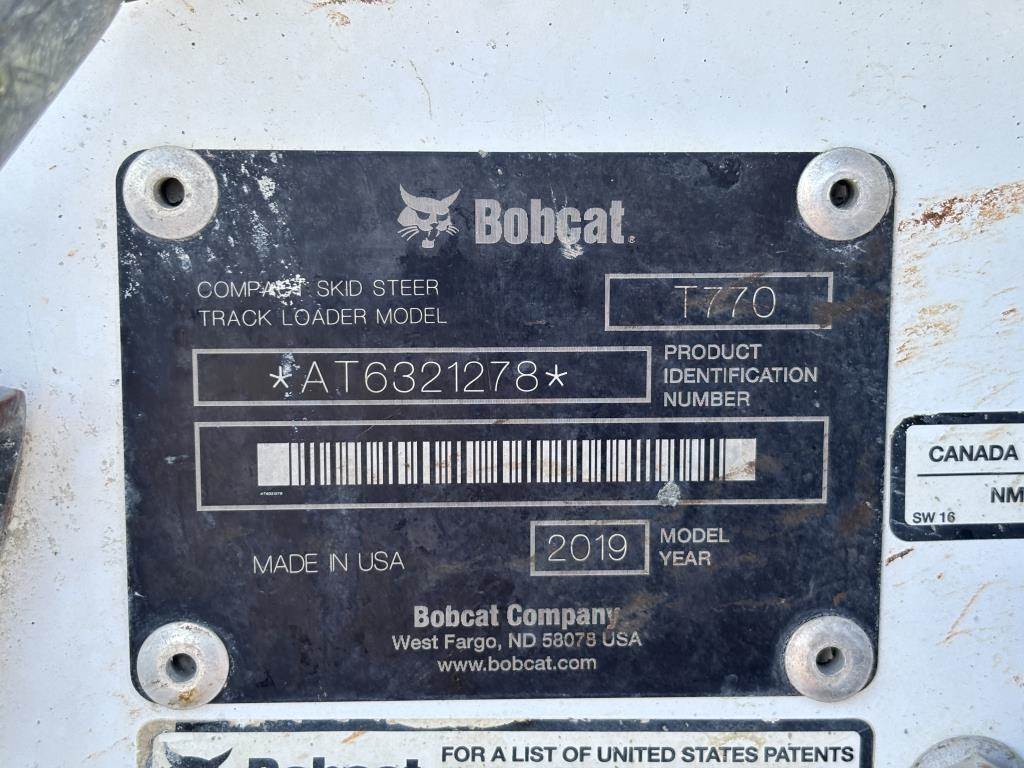 Bobcat
COMPACT SKID STEER
TRACK LOADER MODEL
T770
*AT6321278*
PRODUCT
IDENTIFICATION
NUMBER
AT6321278
MADE IN USA
2019
MODEL
YEAR
Bobcat Company
West Fargo, ND 58078 USA
www.bobcat.com
CANADA
NM
SW 16
Bobcat
FOR A LIST OF UNITED STATES PATENTS